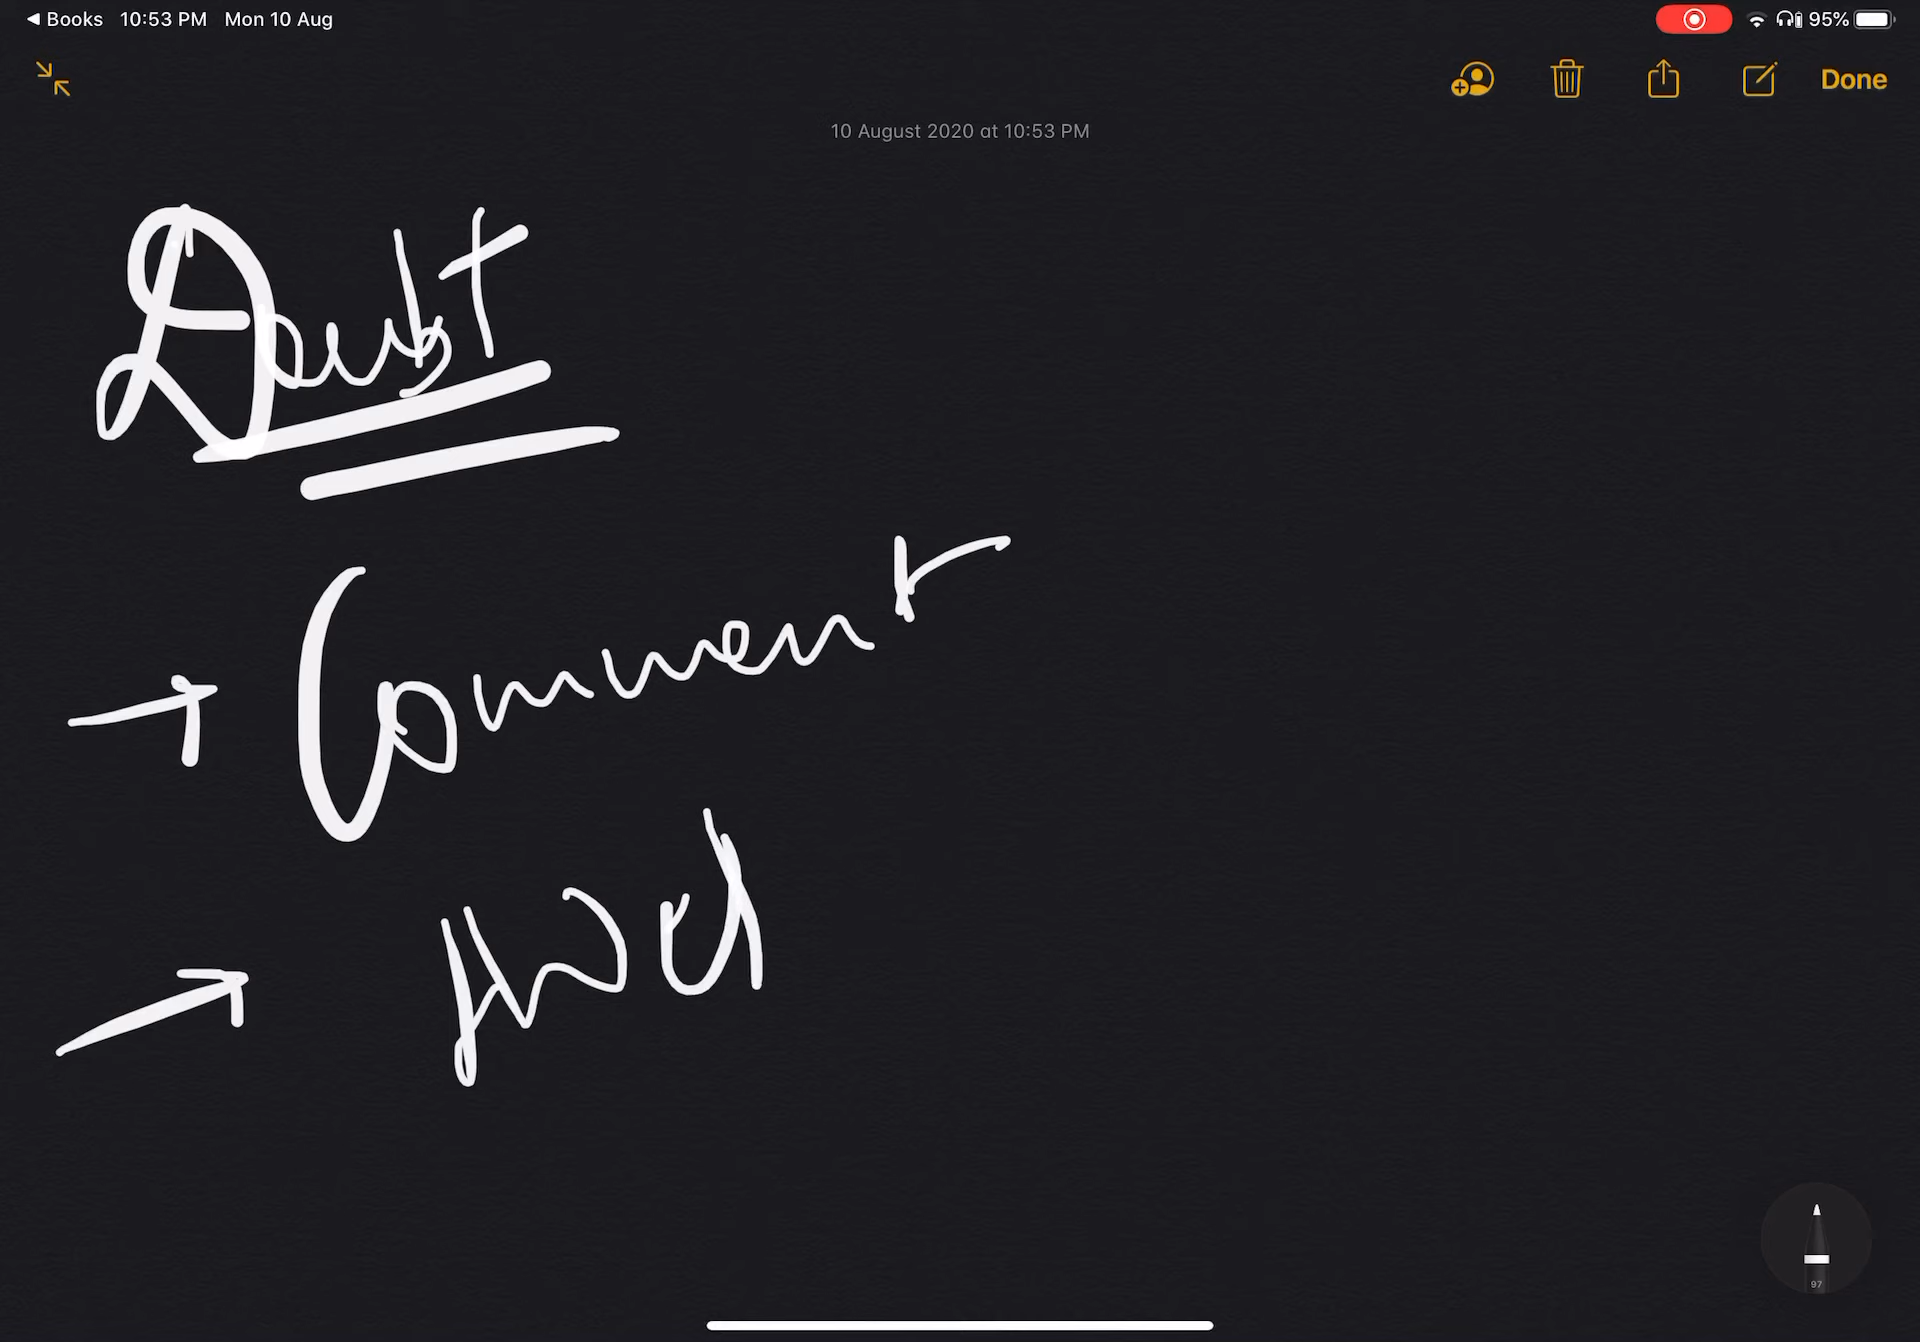 Books 10:53 PM Mon 10 Aug 95%
Done
10 August 2020 at 10:53 PM
Doubt
→ Comment
→
97